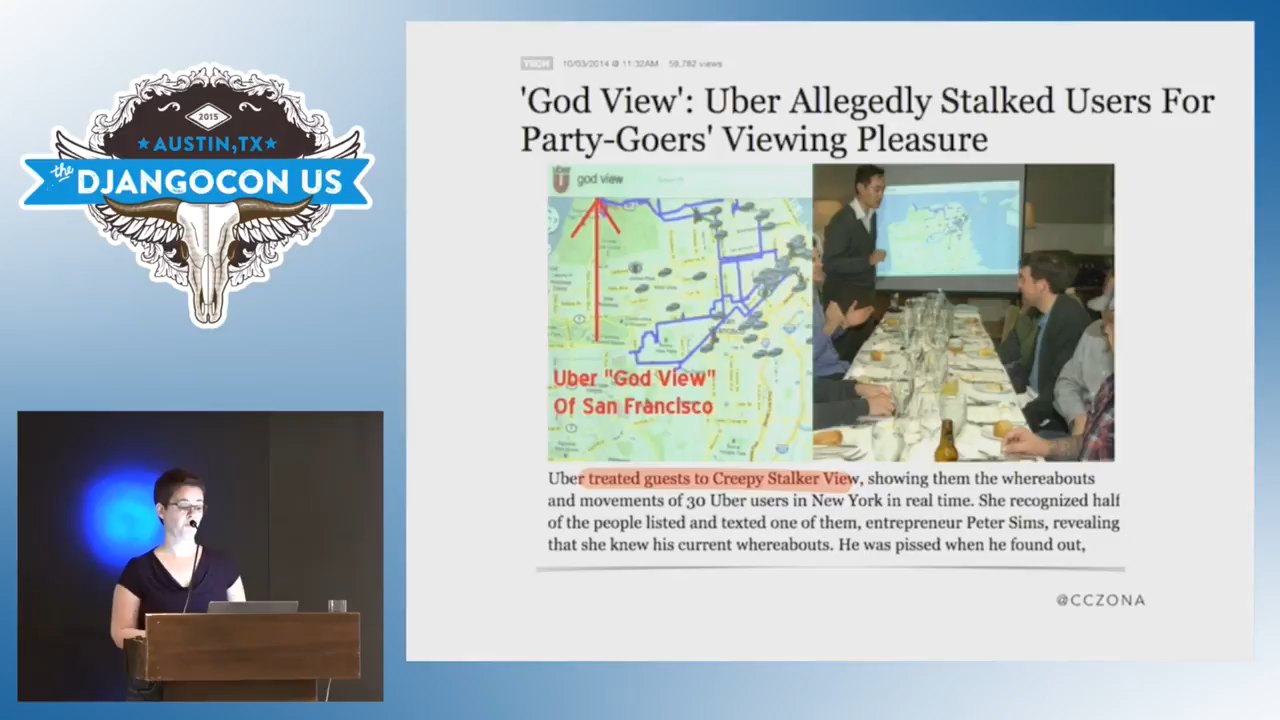 2015
★AUSTIN,TX★
the
DJANGOCON US
TECH 10/03/2014 @ 11:32AM 59,782 views
'God View': Uber Allegedly Stalked Users For
Party-Goers' Viewing Pleasure
UBER
god view
Uber "God View"
Of San Francisco
Uber treated guests to Creepy Stalker View, showing them the whereabouts
and movements of 30 Uber users in New York in real time. She recognized half
of the people listed and texted one of them, entrepreneur Peter Sims, revealing
that she knew his current whereabouts. He was pissed when he found out,
@CCZONA